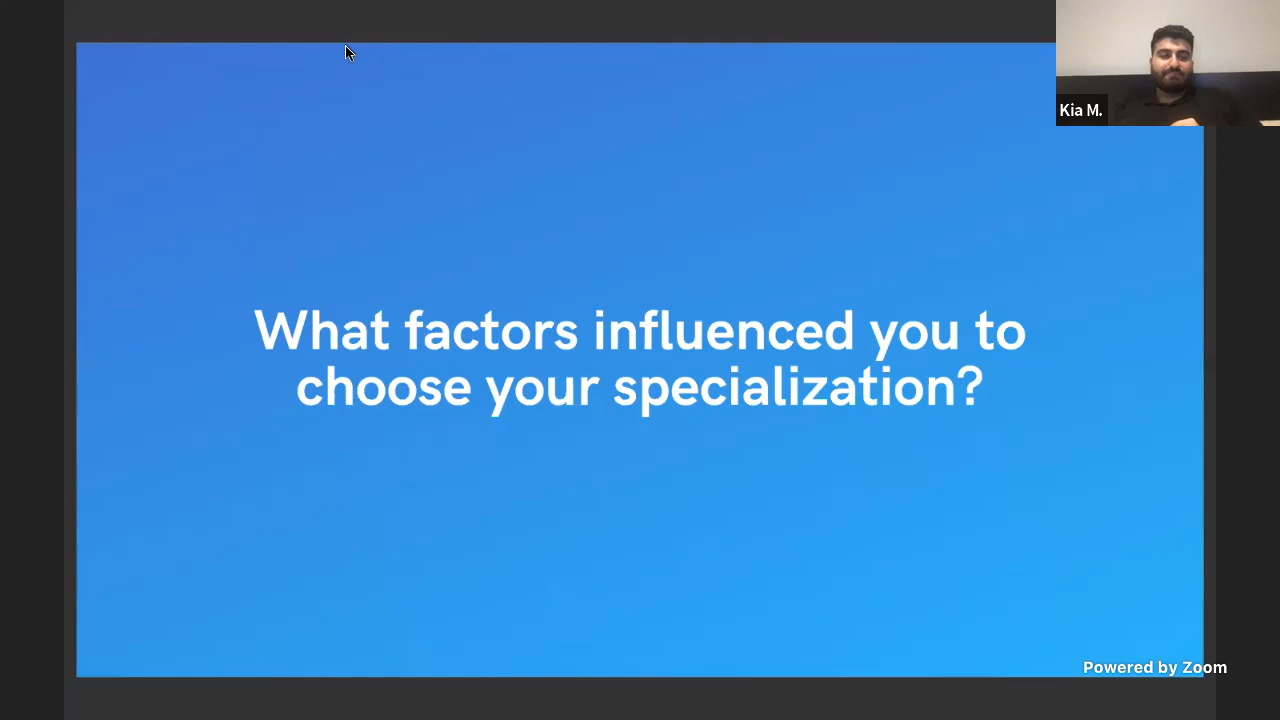 Kia M.
What factors influenced you to
choose your specialization?
Powered by Zoom